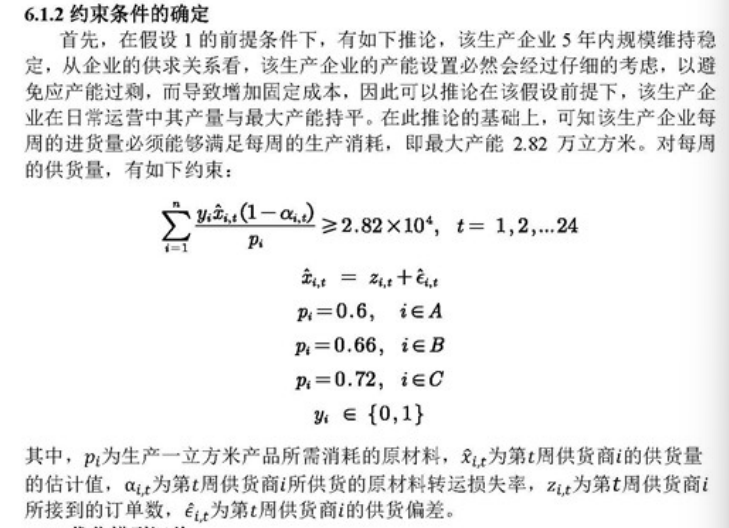 6.1.2 约束条件的确定
首先，在假设 1 的前提条件下，有如下推论，该生产企业 5 年内规模维持稳
定，从企业的供求关系看，该生产企业的产能设置必然会经过仔细的考虑，以避
免应产能过剩，而导致增加固定成本，因此可以推论在该假设前提下，该生产企
业在日常运营中其产量与最大产能持平。在此推论的基础上，可知该生产企业每
周的进货量必须能够满足每周的生产消耗，即最大产能 2.82 万立方米。对每周
的供货量，有如下约束：
\sum_{i=1}^{n} \frac{y_i \hat{x}_{i,t}(1-\alpha_{i,t})}{p_i} \geqslant 2.82 \times 10^4, t = 1,2,...24
\hat{x}_{i,t} = z_{i,t} + \hat{\epsilon}_{i,t}
p_i = 0.6, i \in A
p_i = 0.66, i \in B
p_i = 0.72, i \in C
y_i \in \{0,1\}
其中，p_i为生产一立方米产品所需消耗的原材料，\hat{x}_{i,t}为第t周供货商i的供货量
的估计值，α_{i,t}为第t周供货商i所供货的原材料转运损失率，z_{i,t}为第t周供货商i
所接到的订单数，\hat{ϵ}_{i,t}为第t周供货商i的供货偏差。